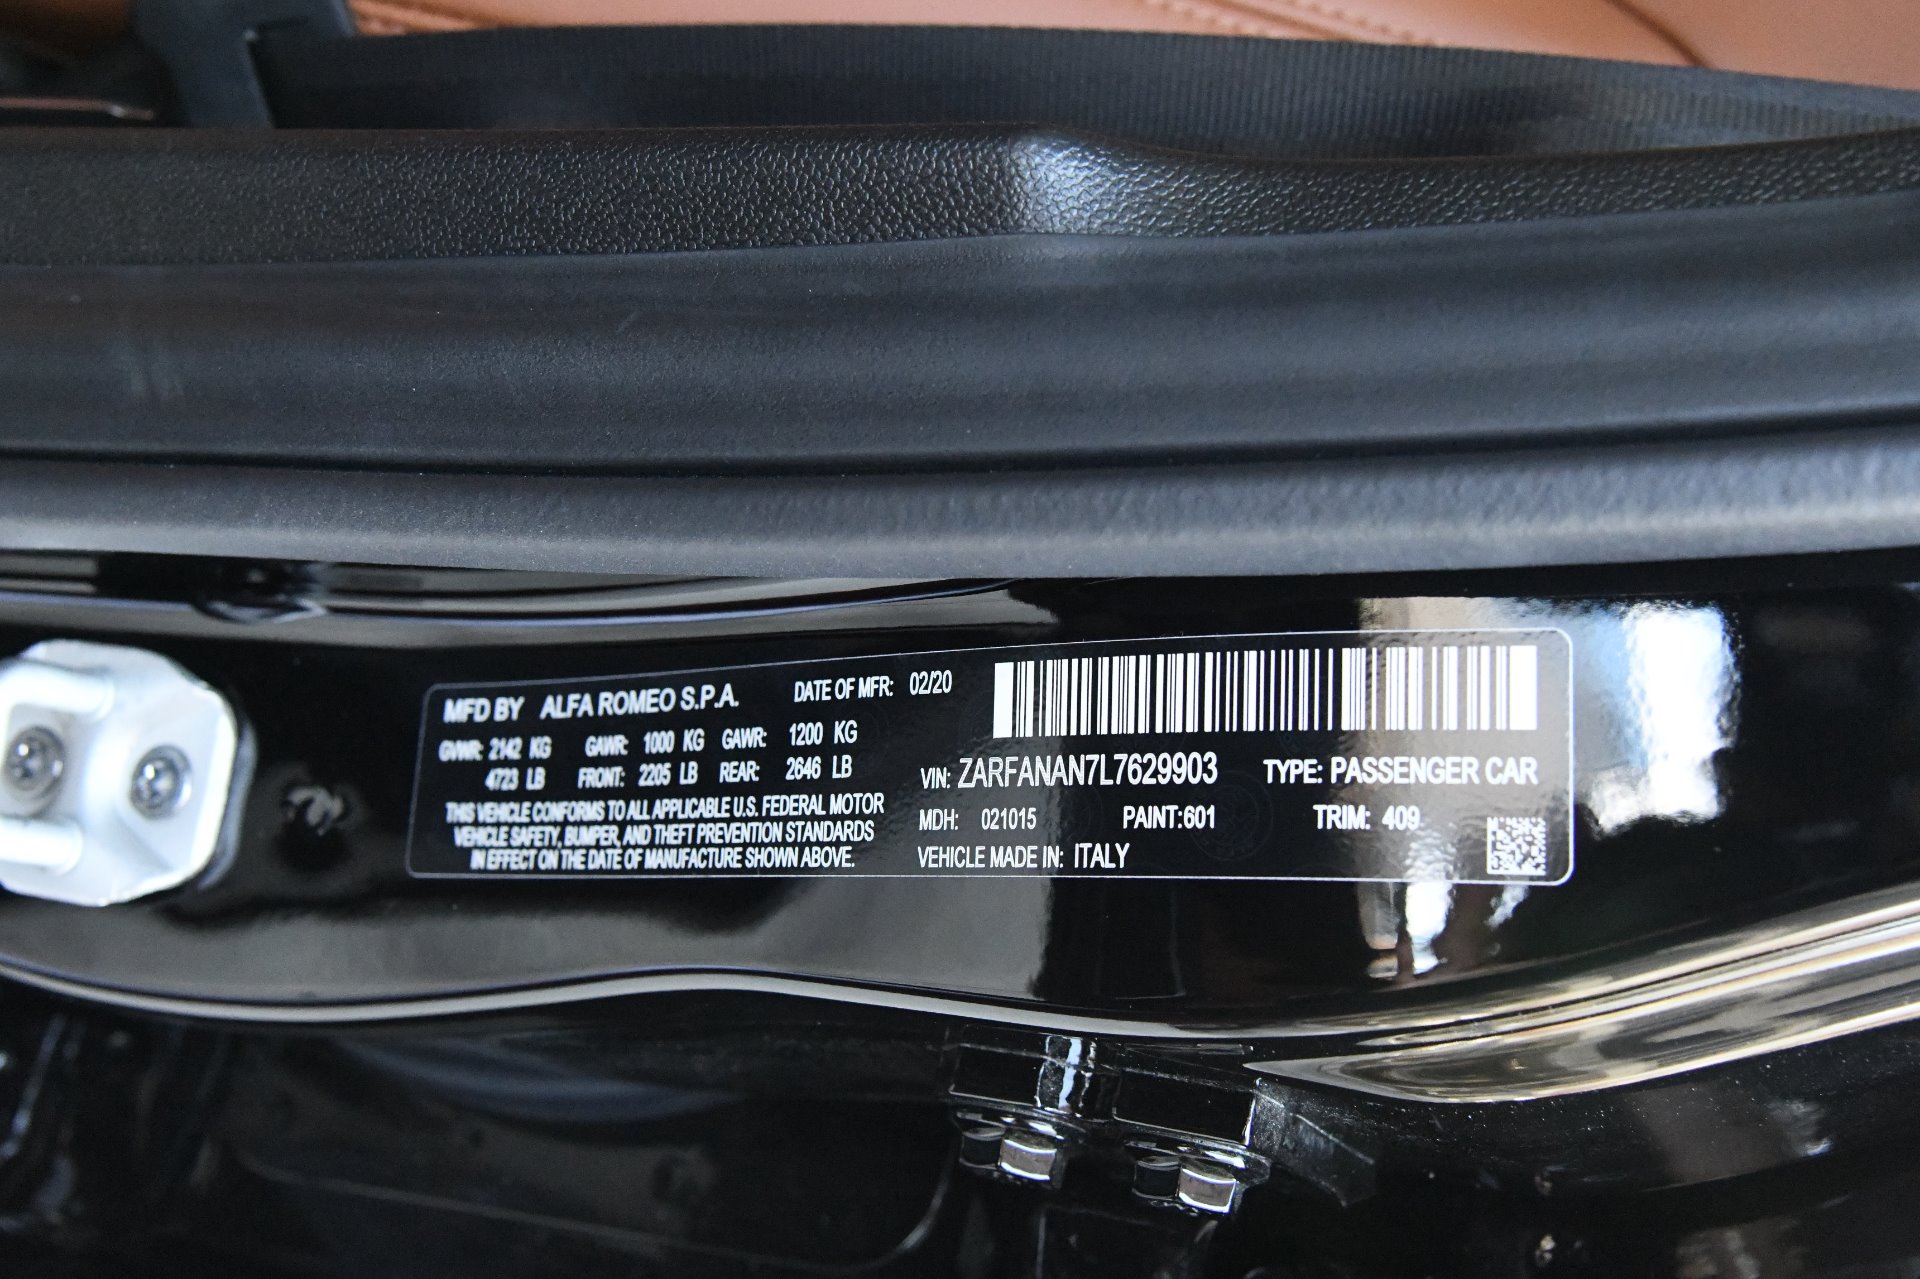 MFD BY ALFA ROMEO S.P.A. DATE OF MFR: 02/20
GVWR: 2142 KG GAWR: 1000 KG GAWR: 1200 KG
4723 LB FRONT: 2205 LB REAR: 2646 LB
THIS VEHICLE CONFORMS TO ALL APPLICABLE U.S. FEDERAL MOTOR
VEHICLE SAFETY, BUMPER, AND THEFT PREVENTION STANDARDS
IN EFFECT ON THE DATE OF MANUFACTURE SHOWN ABOVE.
VIN: ZARFANAN7L7629903 TYPE: PASSENGER CAR
MDH: 021015 PAINT:601 TRIM: 409
VEHICLE MADE IN: ITALY